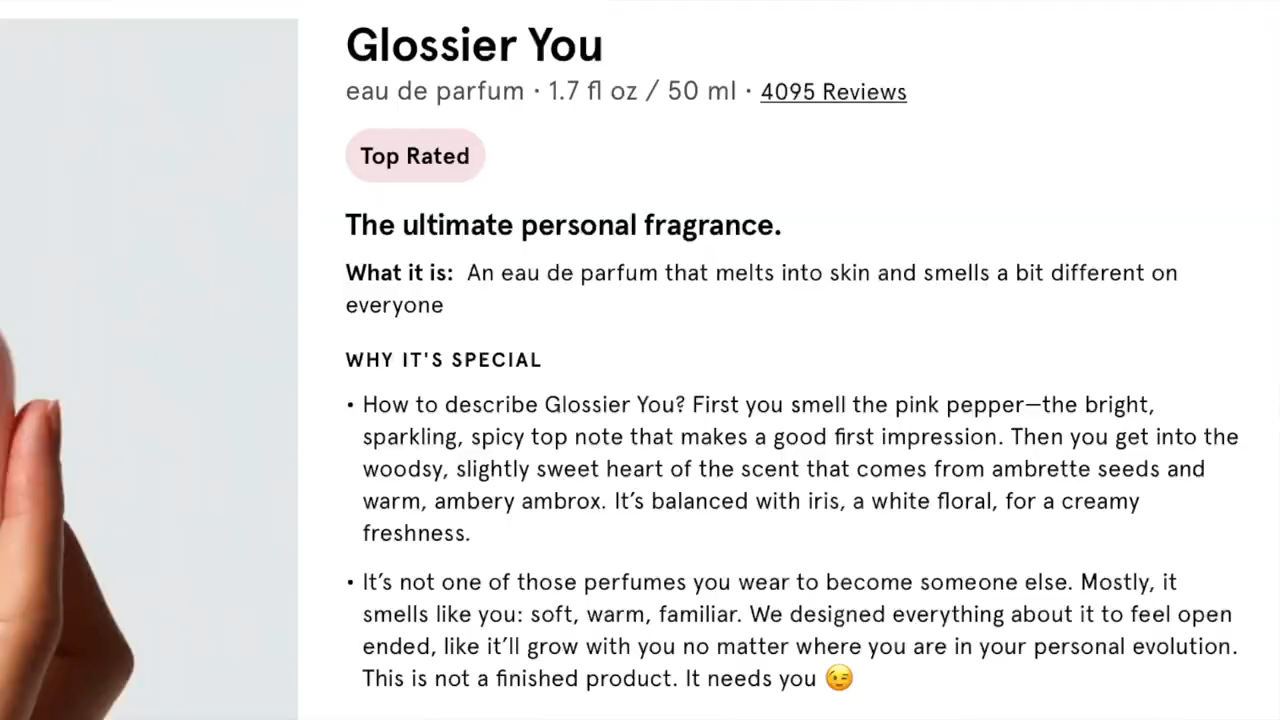 Glossier You
eau de parfum · 1.7 fl oz / 50 ml · 4095 Reviews
Top Rated
The ultimate personal fragrance.
What it is: An eau de parfum that melts into skin and smells a bit different on
everyone
WHY IT'S SPECIAL
• How to describe Glossier You? First you smell the pink pepper—the bright,
sparkling, spicy top note that makes a good first impression. Then you get into the
woodsy, slightly sweet heart of the scent that comes from ambrette seeds and
warm, ambery ambrox. It’s balanced with iris, a white floral, for a creamy
freshness.
• It’s not one of those perfumes you wear to become someone else. Mostly, it
smells like you: soft, warm, familiar. We designed everything about it to feel open
ended, like it’ll grow with you no matter where you are in your personal evolution.
This is not a finished product. It needs you 😉